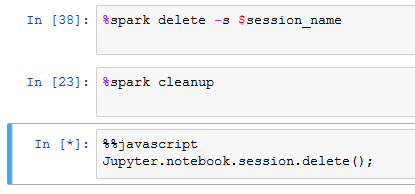 In [38]: %spark delete -s $session_name
In [23]: %spark cleanup
In [*]: %%javascript
Jupyter.notebook.session.delete();